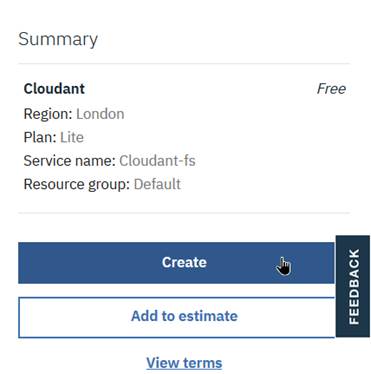 Summary
Cloudant Free
Region: London
Plan: Lite
Service name: Cloudant-fs
Resource group: Default
Create
FEEDBACK
Add to estimate
View terms